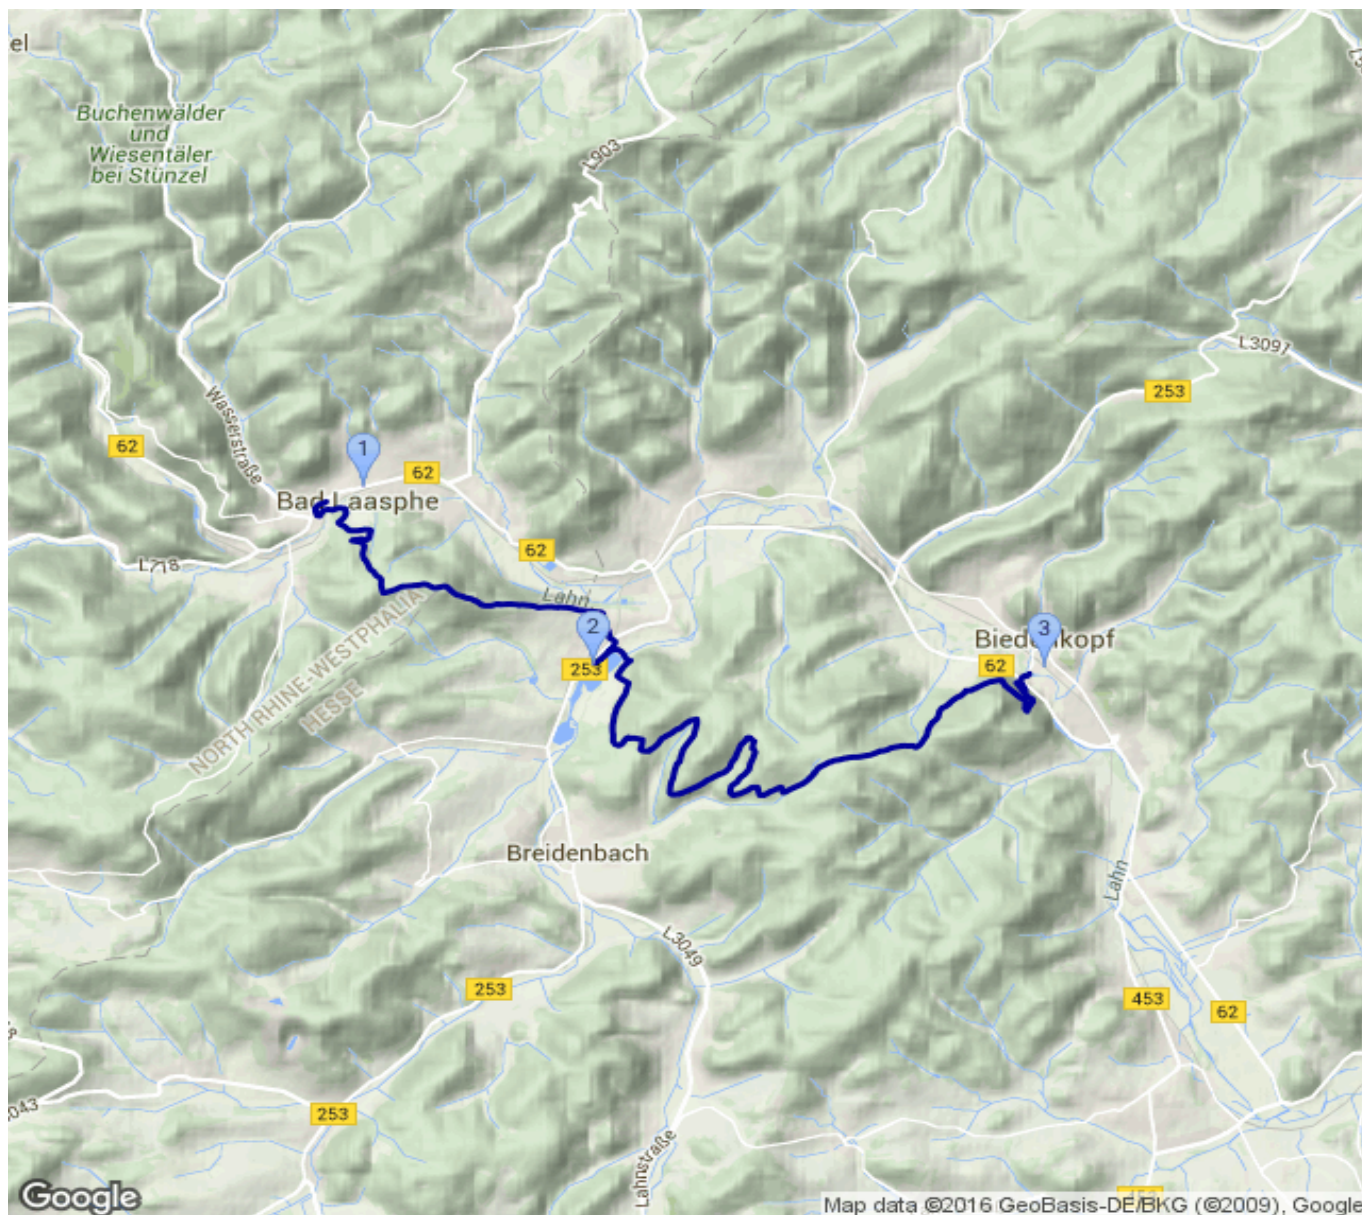 el
Buchenwälder
und
Wiesentäler
bei Stünzel
L903
L3091
253
Wasserstraße
62
1
62
Bad Laasphe
62
L718
Lahn
2
253
Biedenkopf
3
62
NORTH RHINE-WESTPHALIA
HESSE
Breidenbach
Lahn
L3049
253
453
62
253
Lahnstraße
Google
Map data ©2016 GeoBasis-DE/BKG (©2009), Google